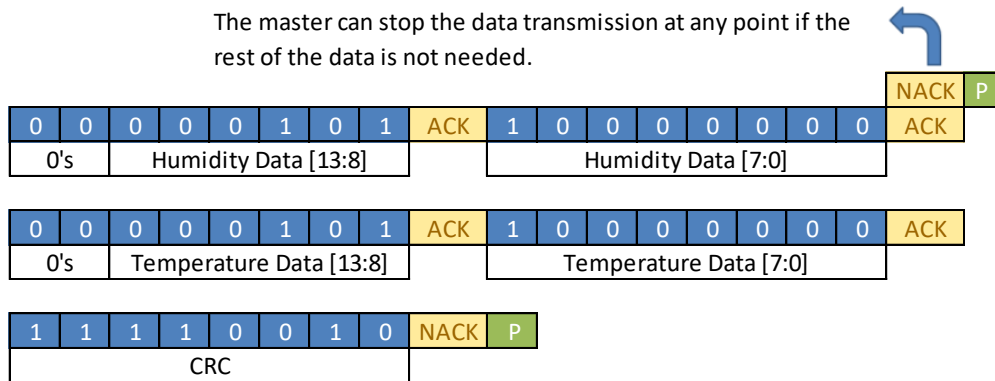 The master can stop the data transmission at any point if the
rest of the data is not needed.
NACK P
0 0 0 0 0 1 0 1 ACK 1 0 0 0 0 0 0 0 ACK
0's Humidity Data [13:8] Humidity Data [7:0]
0 0 0 0 0 1 0 1 ACK 1 0 0 0 0 0 0 0 ACK
0's Temperature Data [13:8] Temperature Data [7:0]
1 1 1 1 0 0 1 0 NACK P
CRC